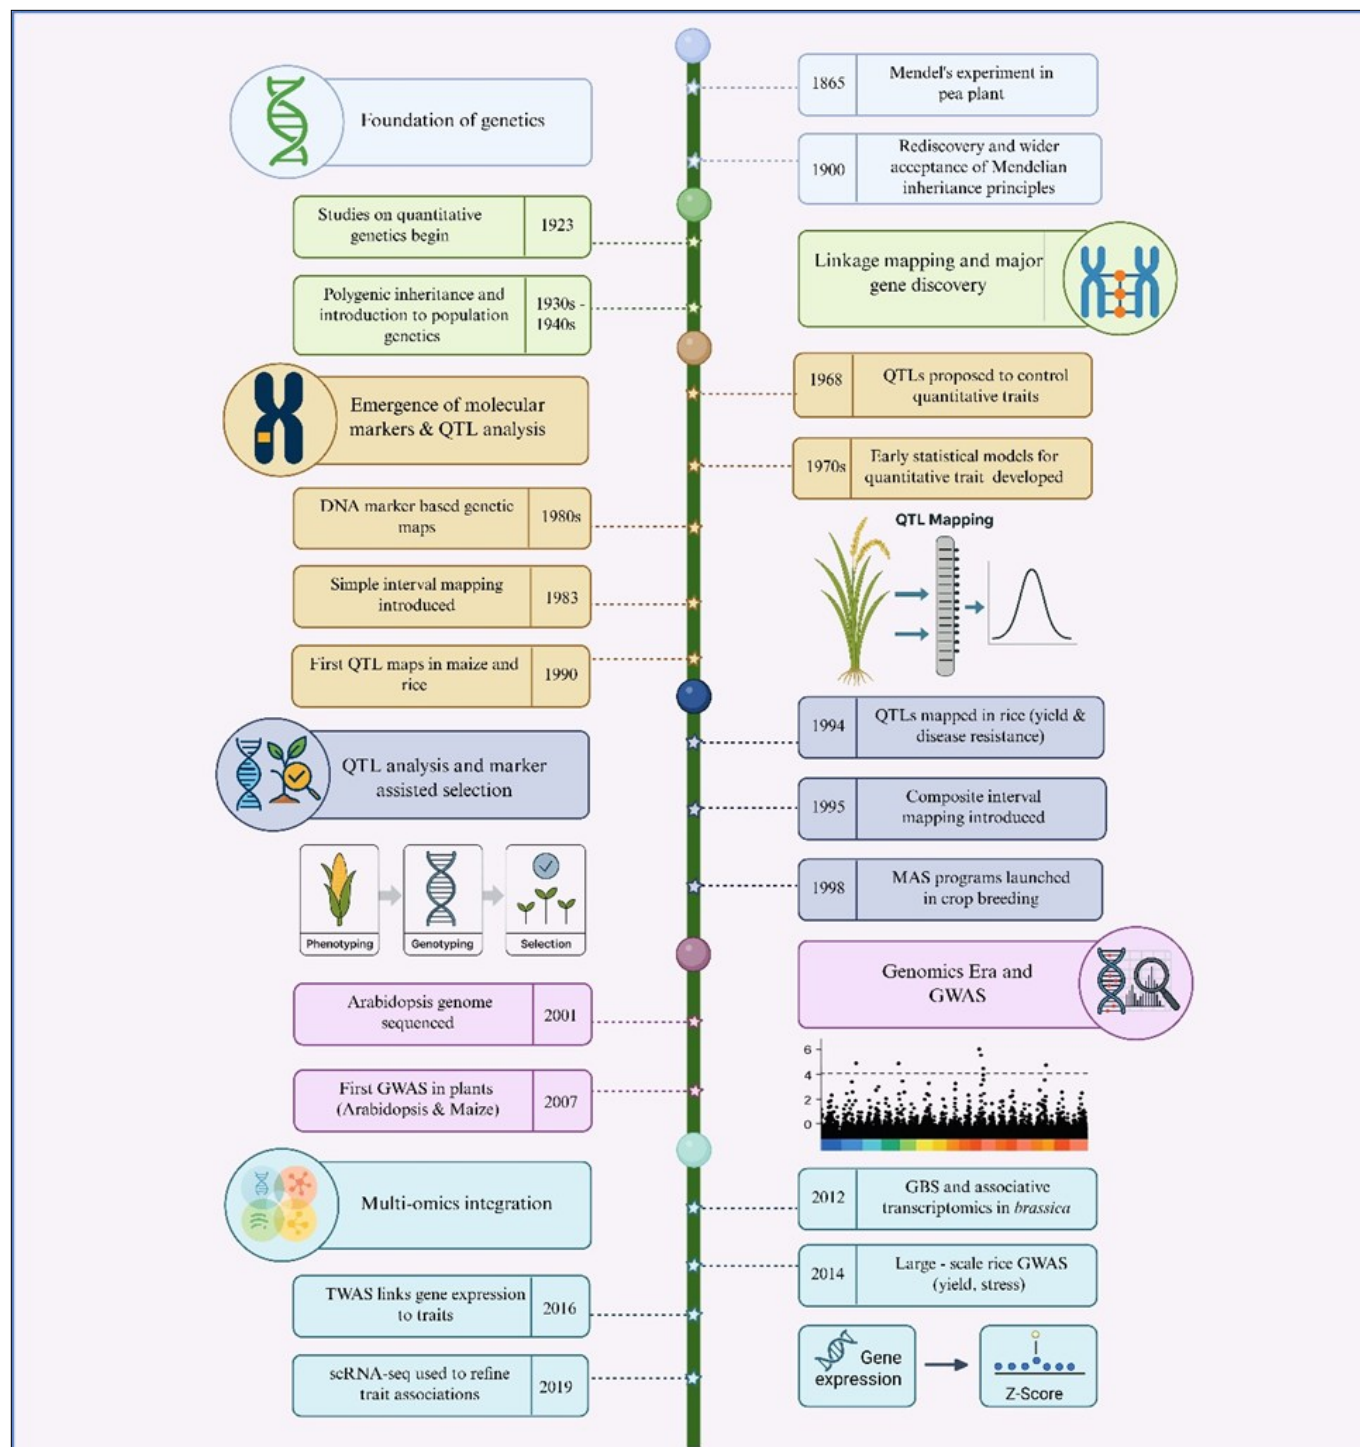 Foundation of genetics
1865
Mendel's experiment in
pea plant
1900
Rediscovery and wider
acceptance of Mendelian
inheritance principles
Studies on quantitative
genetics begin
1923
Linkage mapping and major
gene discovery
Polygenic inheritance and
introduction to population
genetics
1930s -
1940s
Emergence of molecular
markers & QTL analysis
1968
QTLs proposed to control
quantitative traits
1970s
Early statistical models for
quantitative trait developed
DNA marker based genetic
maps
1980s
QTL Mapping
Simple interval mapping
introduced
1983
First QTL maps in maize and
rice
1990
QTL analysis and marker
assisted selection
1994
QTLs mapped in rice (yield &
disease resistance)
1995
Composite interval
mapping introduced
Phenotyping
Genotyping
Selection
1998
MAS programs launched
in crop breeding
Genomics Era and
GWAS
Arabidopsis genome
sequenced
2001
6
4
2
0
First GWAS in plants
(Arabidopsis & Maize)
2007
Multi-omics integration
2012
GBS and associative
transcriptomics in brassica
2014
Large - scale rice GWAS
(yield, stress)
TWAS links gene expression
to traits
2016
scRNA-seq used to refine
trait associations
2019
Gene
expression
Z-Score